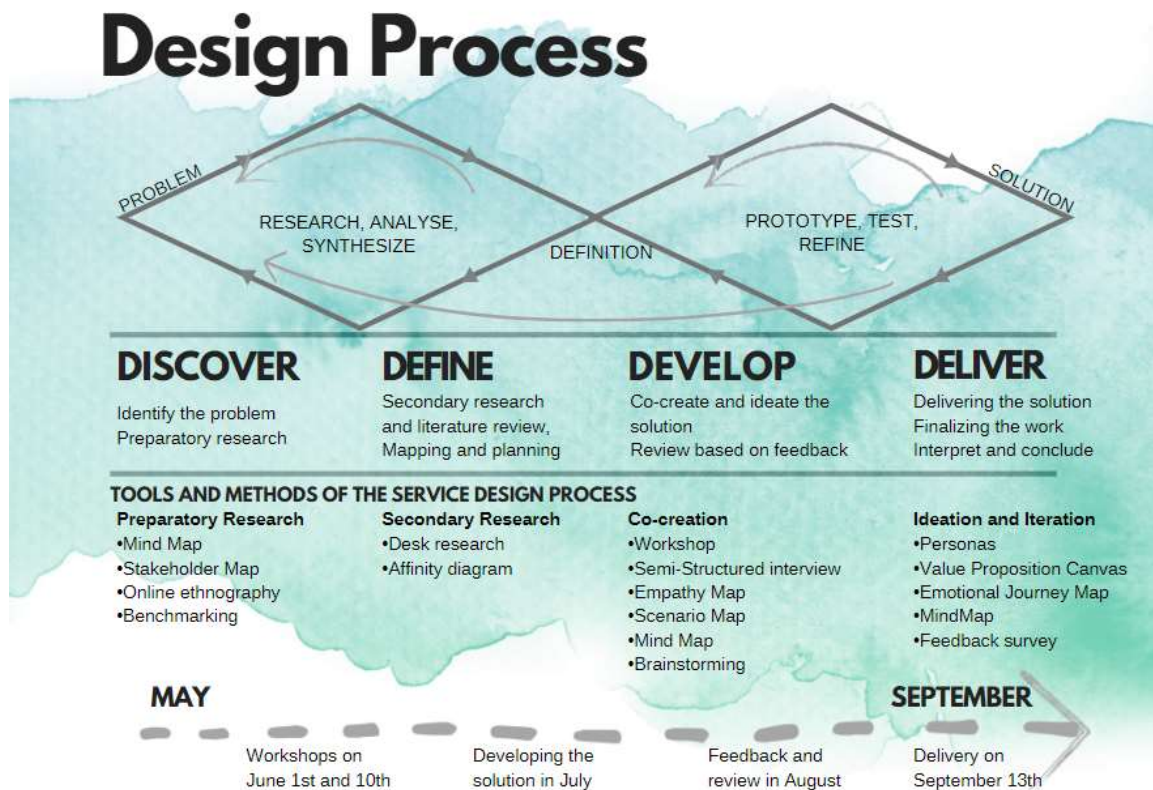 Design Process
PROBLEM
SOLUTION
RESEARCH, ANALYSE,
SYNTHESIZE
PROTOTYPE, TEST,
REFINE
DEFINITION
DISCOVER
Identify the problem
Preparatory research
DEFINE
Secondary research
and literature review,
Mapping and planning
DEVELOP
Co-create and ideate the
solution
Review based on feedback
DELIVER
Delivering the solution
Finalizing the work
Interpret and conclude
TOOLS AND METHODS OF THE SERVICE DESIGN PROCESS
Preparatory Research
•Mind Map
•Stakeholder Map
•Online ethnography
•Benchmarking
Secondary Research
•Desk research
•Affinity diagram
Co-creation
•Workshop
•Semi-Structured interview
•Empathy Map
•Scenario Map
•Mind Map
•Brainstorming
Ideation and Iteration
•Personas
•Value Proposition Canvas
•Emotional Journey Map
•MindMap
•Feedback survey
MAY
SEPTEMBER
Workshops on
June 1st and 10th
Developing the
solution in July
Feedback and
review in August
Delivery on
September 13th